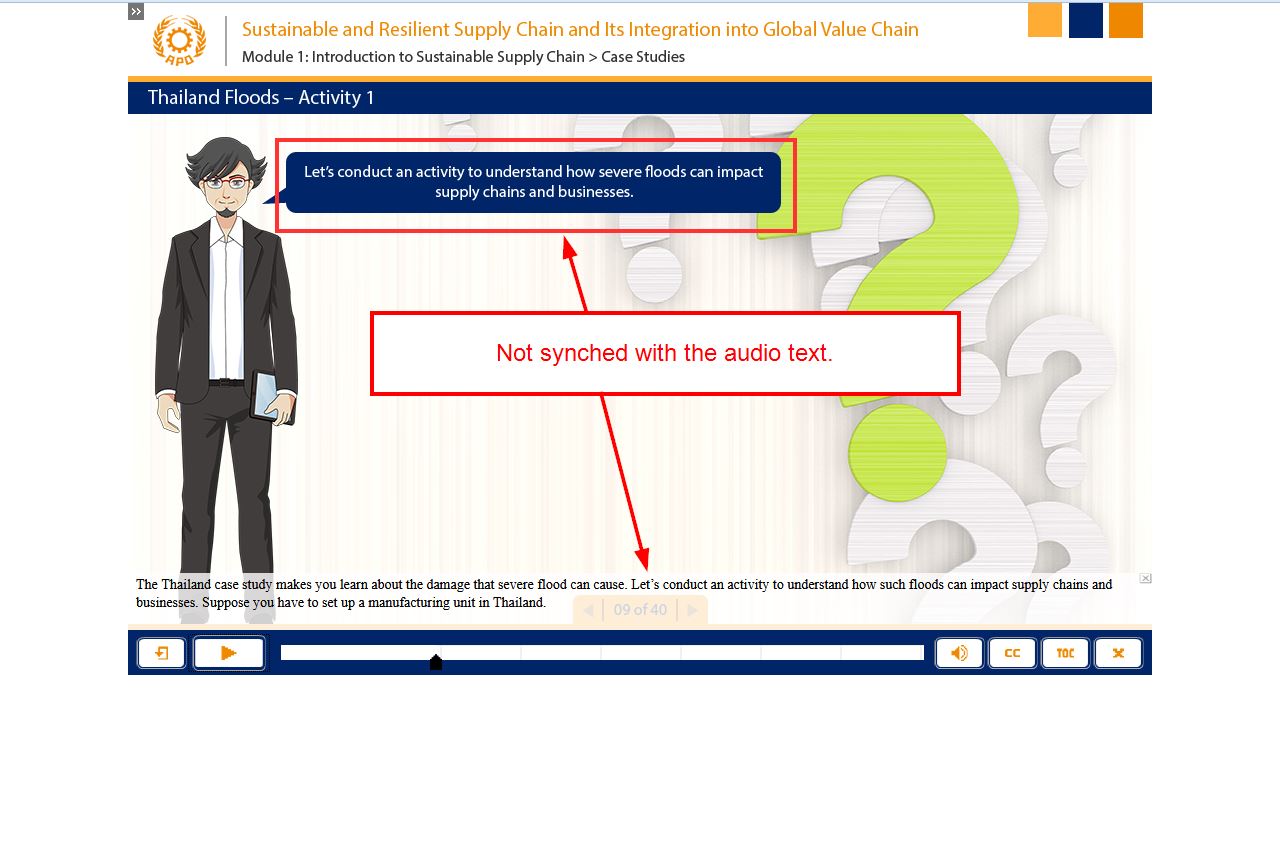 Sustainable and Resilient Supply Chain and Its Integration into Global Value Chain
APO
Module 1: Introduction to Sustainable Supply Chain > Case Studies
Thailand Floods – Activity 1
Let's conduct an activity to understand how severe floods can impact
supply chains and businesses.
Not synched with the audio text.
The Thailand case study makes you learn about the damage that severe flood can cause. Let's conduct an activity to understand how such floods can impact supply chains and
businesses. Suppose you have to set up a manufacturing unit in Thailand.
09 of 40
CC
TOC